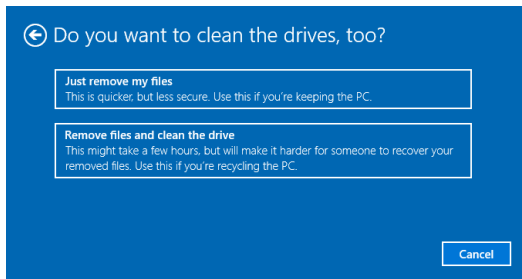 Do you want to clean the drives, too?
Just remove my files
This is quicker, but less secure. Use this if you're keeping the PC.
Remove files and clean the drive
This might take a few hours, but will make it harder for someone to recover your
removed files. Use this if you're recycling the PC.
Cancel